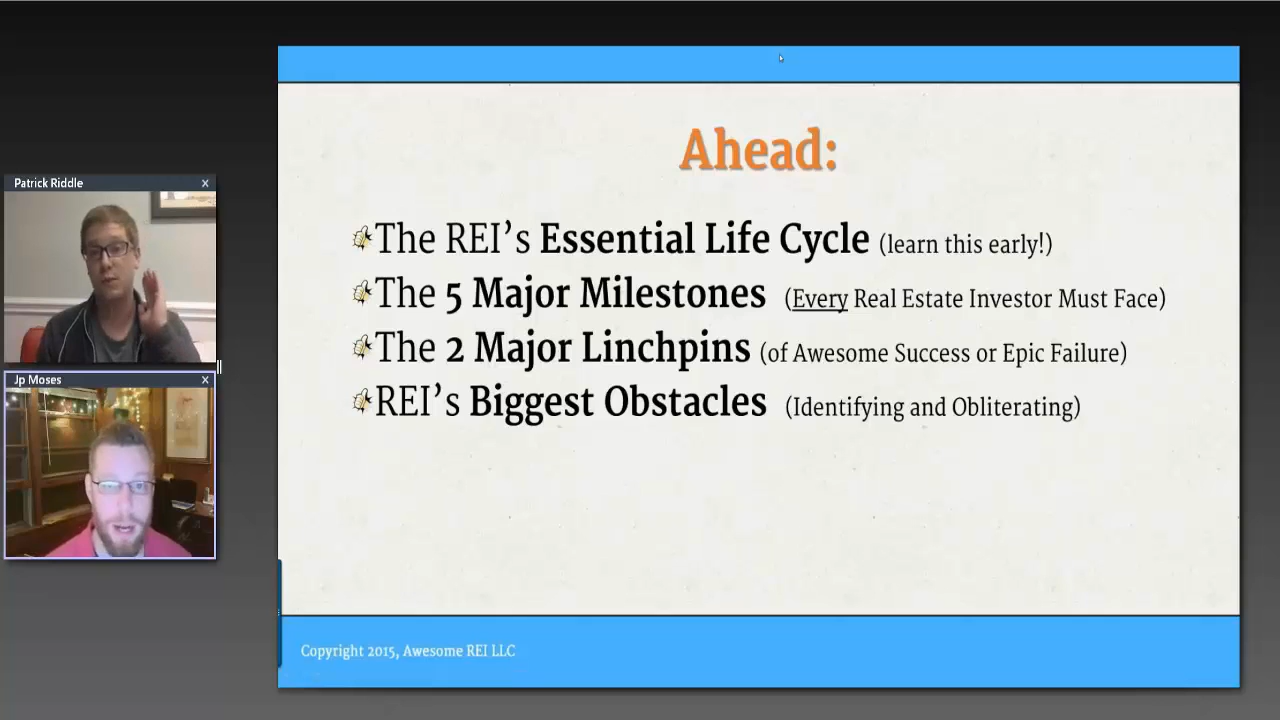 Patrick Riddle X
Jp Moses X
Ahead:
The REI's Essential Life Cycle (learn this early!)
The 5 Major Milestones (Every Real Estate Investor Must Face)
The 2 Major Linchpins (of Awesome Success or Epic Failure)
REI's Biggest Obstacles (Identifying and Obliterating)
Copyright 2015, Awesome REI LLC